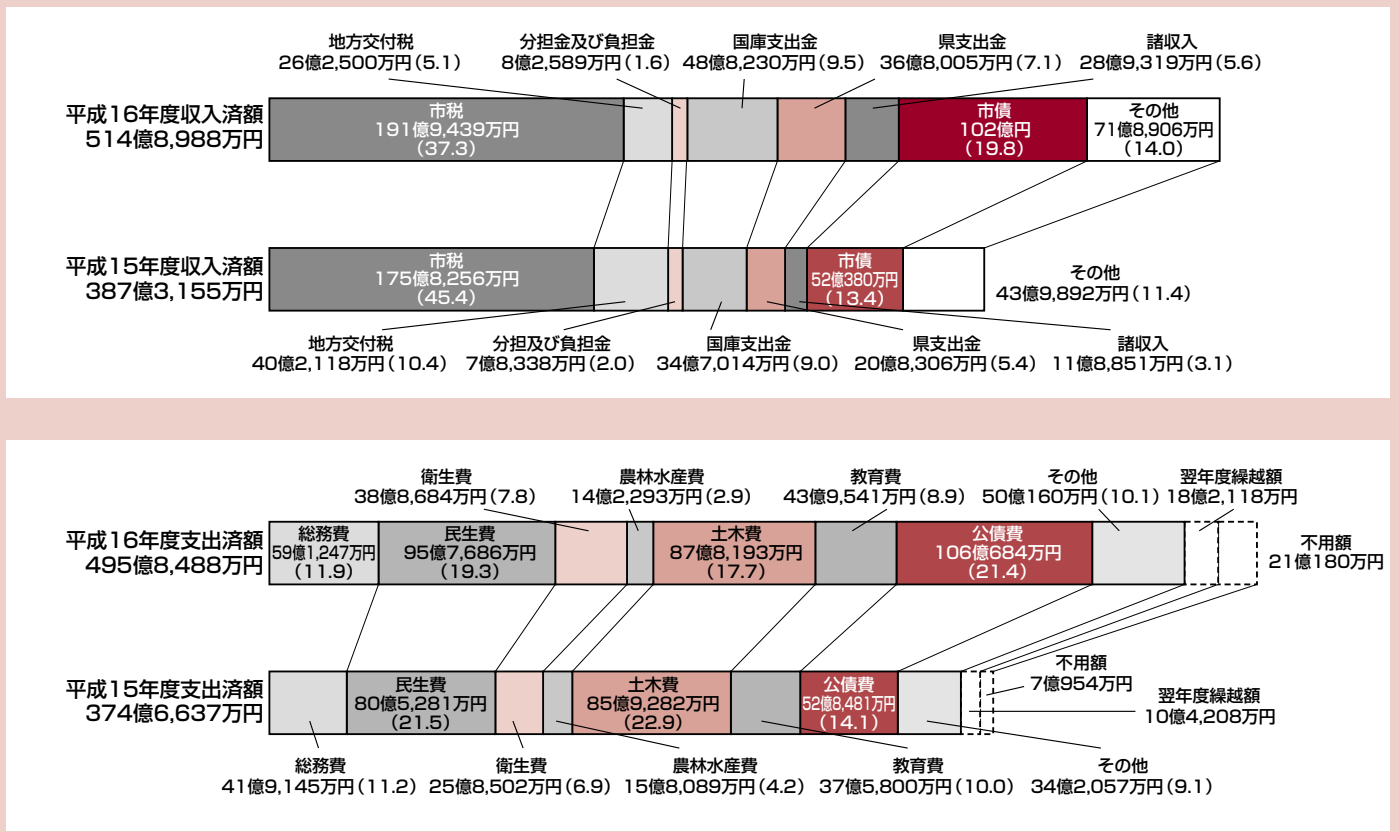 地方交付税
26億2,500万円(5.1)
分担金及び負担金
8億2,589万円(1.6)
国庫支出金
48億8,230万円(9.5)
県支出金
36億8,005万円(7.1)
諸収入
28億9,319万円(5.6)
平成16年度収入済額
514億8,988万円
市税
191億9,439万円
(37.3)
市債
102億円
(19.8)
その他
71億8,906万円
(14.0)
平成15年度収入済額
387億3,155万円
市税
175億8,256万円
(45.4)
市債
52億380万円
(13.4)
その他
43億9,892万円(11.4)
地方交付税
40億2,118万円(10.4)
分担及び負担金
7億8,338万円(2.0)
国庫支出金
34億7,014万円(9.0)
県支出金
20億8,306万円(5.4)
諸収入
11億8,851万円(3.1)
衛生費
38億8,684万円(7.8)
農林水産費
14億2,293万円(2.9)
教育費
43億9,541万円(8.9)
その他
50億160万円(10.1)
翌年度繰越額
18億2,118万円
平成16年度支出済額
495億8,488万円
総務費
59億1,247万円
(11.9)
民生費
95億7,686万円
(19.3)
土木費
87億8,193万円
(17.7)
公債費
106億684万円
(21.4)
不用額
21億180万円
平成15年度支出済額
374億6,637万円
民生費
80億5,281万円
(21.5)
土木費
85億9,282万円
(22.9)
公債費
52億8,481万円
(14.1)
不用額
7億954万円
翌年度繰越額
10億4,208万円
総務費
41億9,145万円(11.2)
衛生費
25億8,502万円(6.9)
農林水産費
15億8,089万円(4.2)
教育費
37億5,800万円(10.0)
その他
34億2,057万円(9.1)